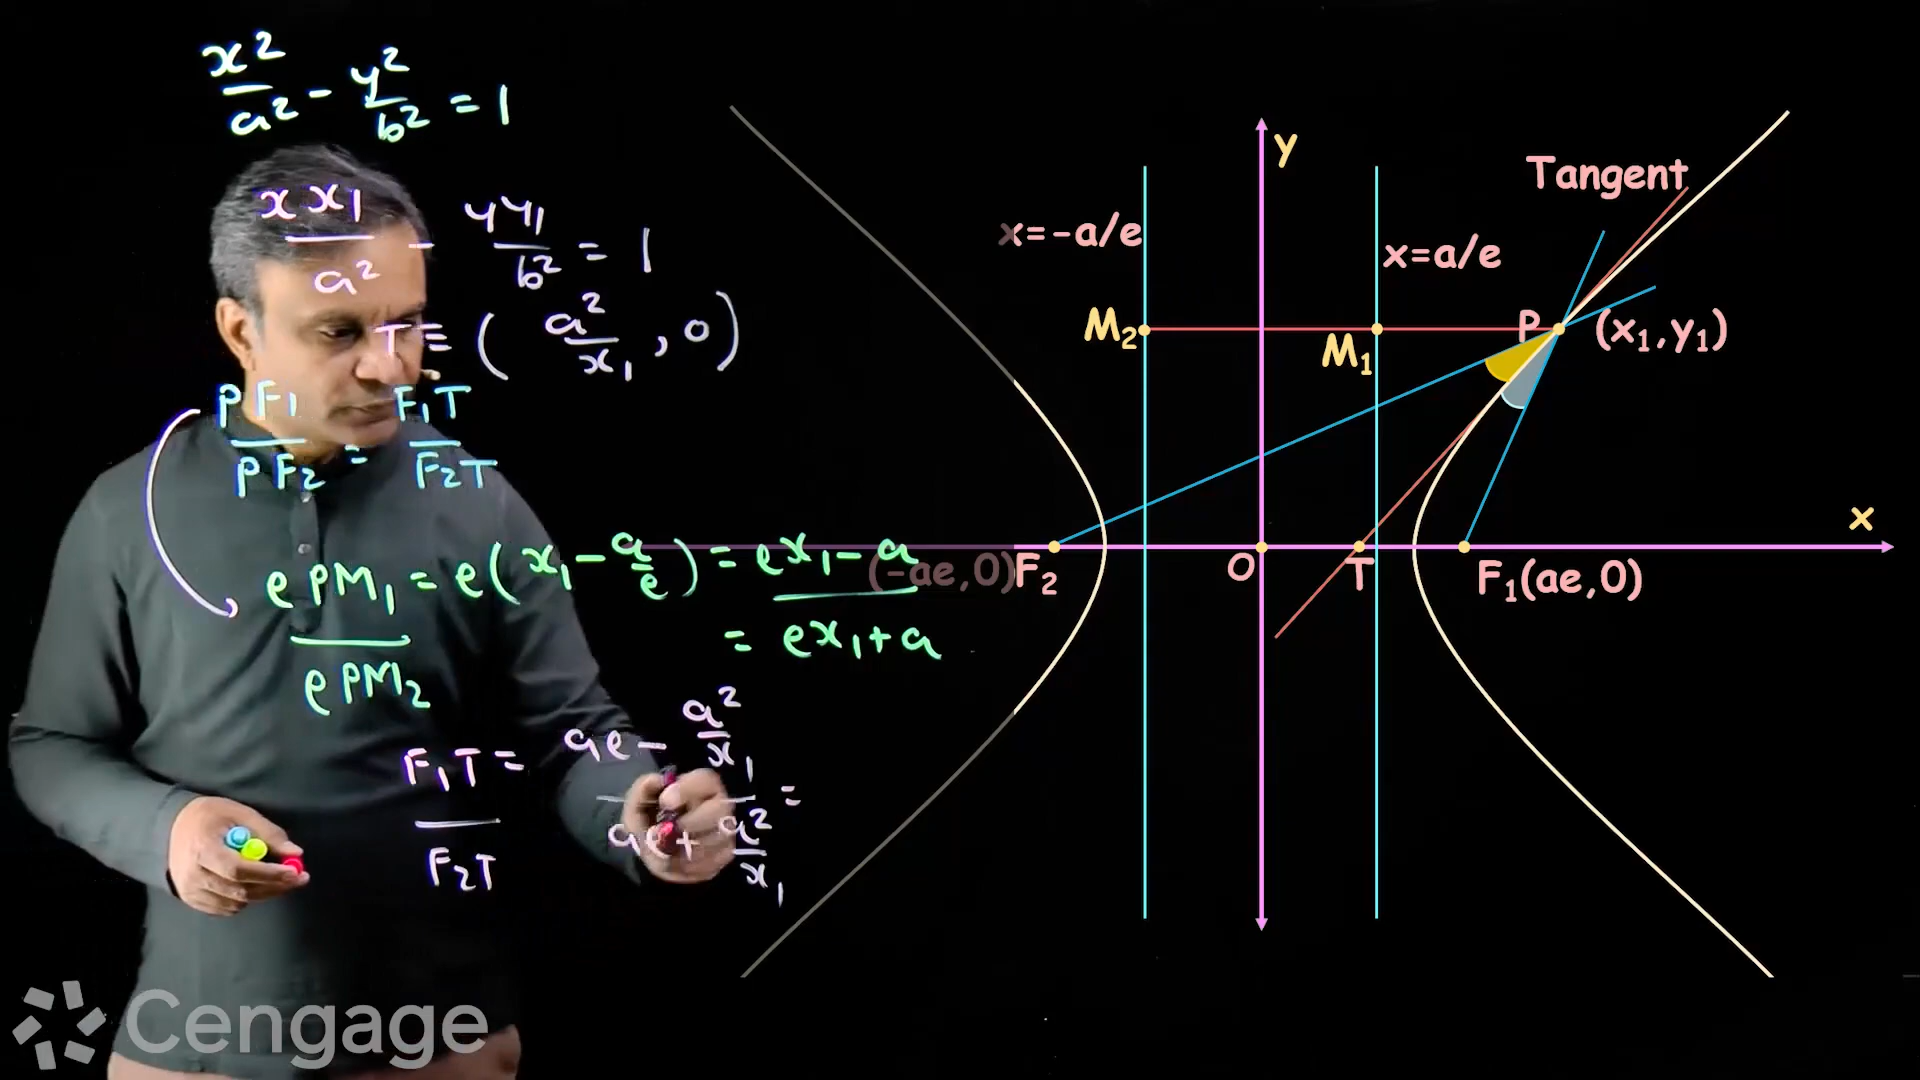 x²/a² - y²/b² = 1
xx₁/a² - yy₁/b² = 1
T ≡ (a²/x₁, 0)
PF₁/PF₂ = F₁T/F₂T
ePM₁/ePM₂ = e(x₁ - a/e) = ex₁ - a
= ex₁ + a
F₁T/F₂T = (ae - a²/x₁)/(ae + a²/x₁) =
y
Tangent
x=-a/e
x=a/e
M₂
M₁
P
(x₁,y₁)
x
(-ae,0)F₂
O
T
F₁(ae,0)
Cengage